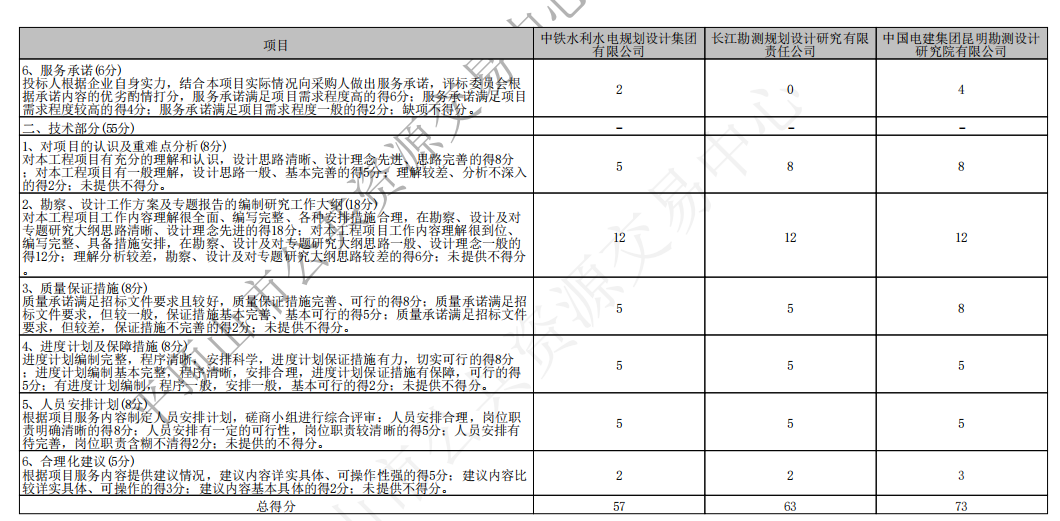 项目
中铁水利水电规划设计集团
有限公司
长江勘测规划设计研究有限
责任公司
中国电建集团昆明勘测设计
研究院有限公司
6、服务承诺(6分)
投标人根据企业自身实力，结合本项目实际情况向采购人做出服务承诺，评标委员会根
据承诺内容的优劣酌情打分，服务承诺满足项目需求程度高的得6分；服务承诺满足项目
需求程度较高的得4分；服务承诺满足项目需求程度一般的得2分；缺项不得分。
2
0
4
二、技术部分(55分)
–
–
–
1、对项目的认识及重难点分析(8分)
对本工程项目有充分的理解和认识，设计思路清晰、设计理念先进，思路完善的得8分
；对本工程项目有一般理解，设计思路一般、基本完善的得5分；理解较差、分析不深入
的得2分；未提供不得分。
5
8
8
2、勘察、设计工作方案及专题报告的编制研究工作大纲(18分)
对本工程项目工作内容理解很全面、编写完整、各种安排措施合理，在勘察、设计及对
专题研究大纲思路清晰、设计理念先进的得18分；对本工程项目工作内容理解很到位、
编写完整、具备措施安排，在勘察、设计及对专题研究大纲思路一般、设计理念一般的
得12分；理解分析较差，勘察、设计及对专题研究大纲思路较差的得6分；未提供不得分
。
12
12
12
3、质量保证措施(8分)
质量承诺满足招标文件要求且较好，质量保证措施完善、可行的得8分；质量承诺满足招
标文件要求，但较一般，保证措施基本完善、基本可行的得5分；质量承诺满足招标文件
要求，但较差，保证措施不完善的得2分；未提供不得分。
5
5
8
4、进度计划及保障措施(8分)
进度计划编制完整，程序清晰，安排科学，进度计划保证措施有力，切实可行的得8分
；进度计划编制基本完整，程序清晰，安排合理，进度计划保证措施有保障，可行的得
5分；有进度计划编制，程序一般，安排一般，基本可行的得2分；未提供不得分。
5
5
5
5、人员安排计划(8分)
根据项目服务内容制定人员安排计划，磋商小组进行综合评审；人员安排合理，岗位职
责明确清晰的得8分；人员安排有一定的可行性，岗位职责较清晰的得5分；人员安排有
待完善，岗位职责含糊不清得2分；未提供的不得分。
5
5
5
6、合理化建议(5分)
根据项目服务内容提供建议情况，建议内容详实具体、可操作性强的得5分；建议内容比
较详实具体、可操作的得3分；建议内容基本具体的得2分；未提供不得分。
2
2
3
总得分
57
63
73
平顶山市公共资源交易中心